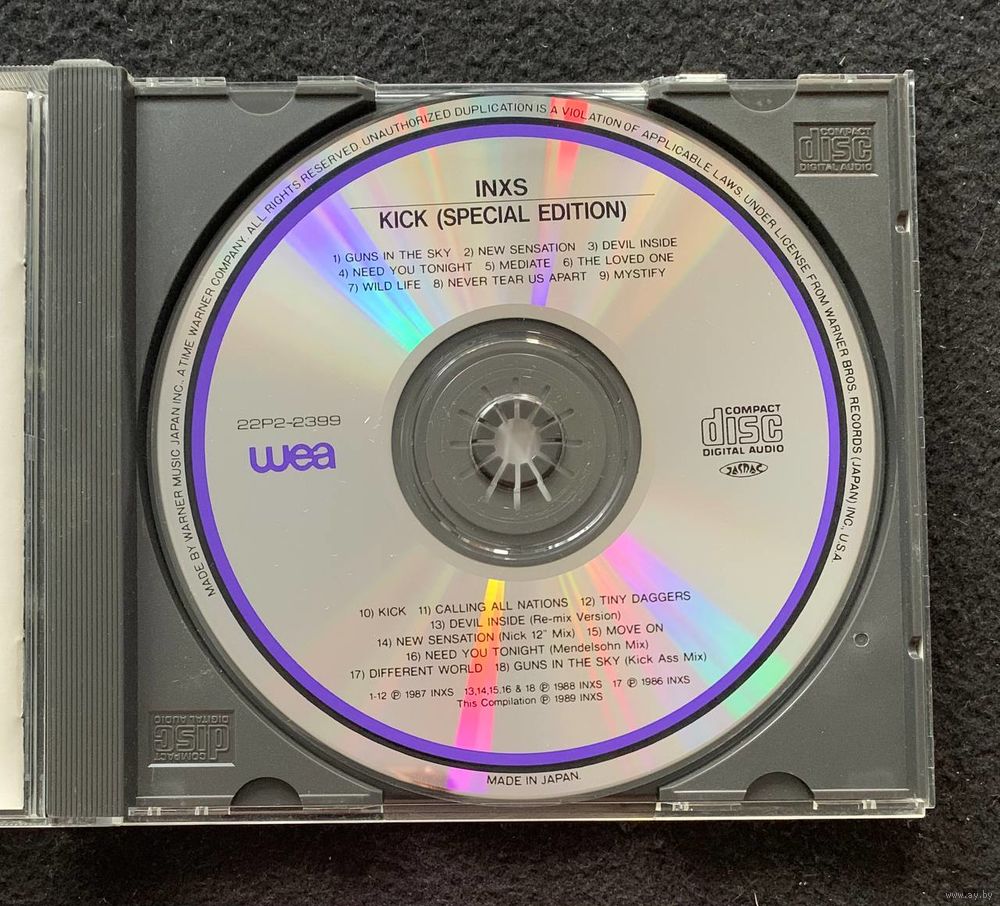 MADE BY WARNER MUSIC JAPAN INC., A TIME WARNER COMPANY. ALL RIGHTS RESERVED. UNAUTHORIZED DUPLICATION IS A VIOLATION OF APPLICABLE LAWS. UNDER LICENSE FROM WARNER BROS. RECORDS (JAPAN) INC., U.S.A.
COMPACT
disc
DIGITAL AUDIO
INXS
KICK (SPECIAL EDITION)
1) GUNS IN THE SKY 2) NEW SENSATION 3) DEVIL INSIDE
4) NEED YOU TONIGHT 5) MEDIATE 6) THE LOVED ONE
7) WILD LIFE 8) NEVER TEAR US APART 9) MYSTIFY
22P2-2399
wea
COMPACT
disc
DIGITAL AUDIO
JASRAC
10) KICK 11) CALLING ALL NATIONS 12) TINY DAGGERS
13) DEVIL INSIDE (Re-mix Version)
14) NEW SENSATION (Nick 12" Mix) 15) MOVE ON
16) NEED YOU TONIGHT (Mendelsohn Mix)
17) DIFFERENT WORLD 18) GUNS IN THE SKY (Kick Ass Mix)
1-12 ℗ 1987 INXS 13,14,15,16 & 18 ℗ 1988 INXS 17 ℗ 1986 INXS
This Compilation ℗ 1989 INXS
COMPACT
disc
DIGITAL AUDIO
MADE IN JAPAN.
www.ay.by